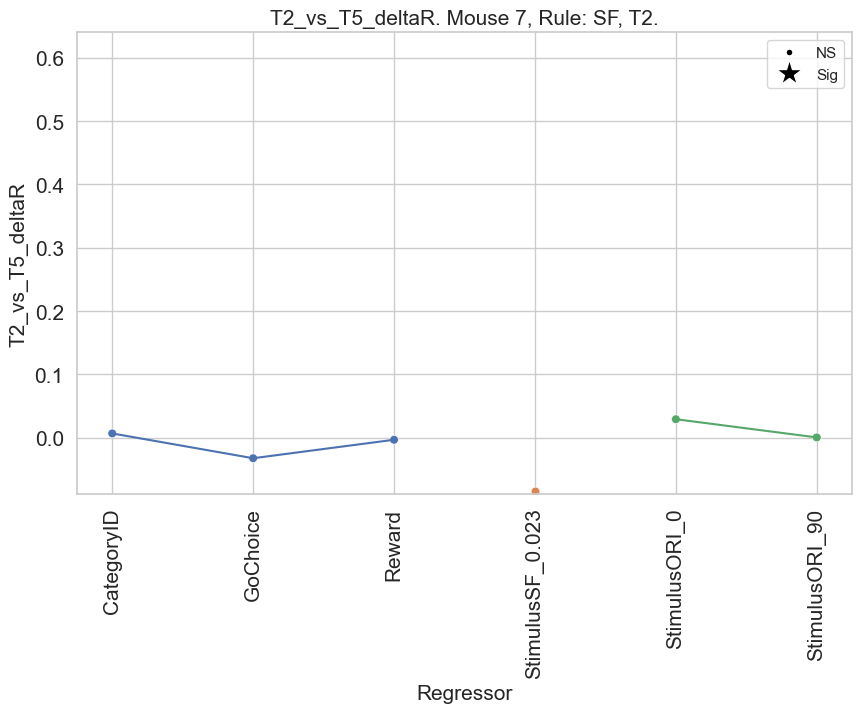 T2_vs_T5_deltaR. Mouse 7, Rule: SF, T2.
NS
Sig
T2_vs_T5_deltaR
0.6
0.5
0.4
0.3
0.2
0.1
0.0
CategoryID
GoChoice
Reward
StimulusSF_0.023
StimulusORI_0
StimulusORI_90
Regressor